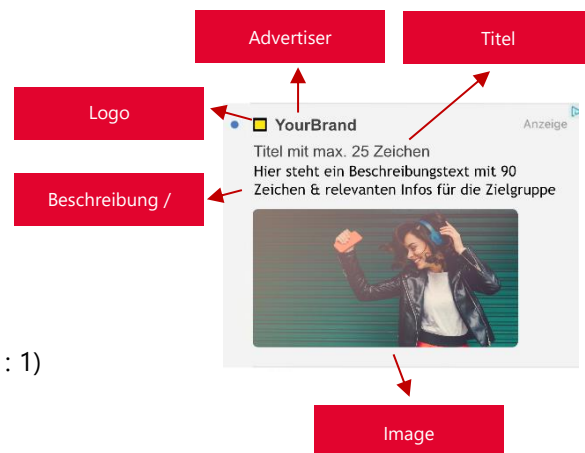 Advertiser
Titel
Logo
YourBrand
Anzeige
Titel mit max. 25 Zeichen
Hier steht ein Beschreibungstext mit 90
Zeichen & relevanten Infos für die Zielgruppe
Beschreibung /
: 1)
Image